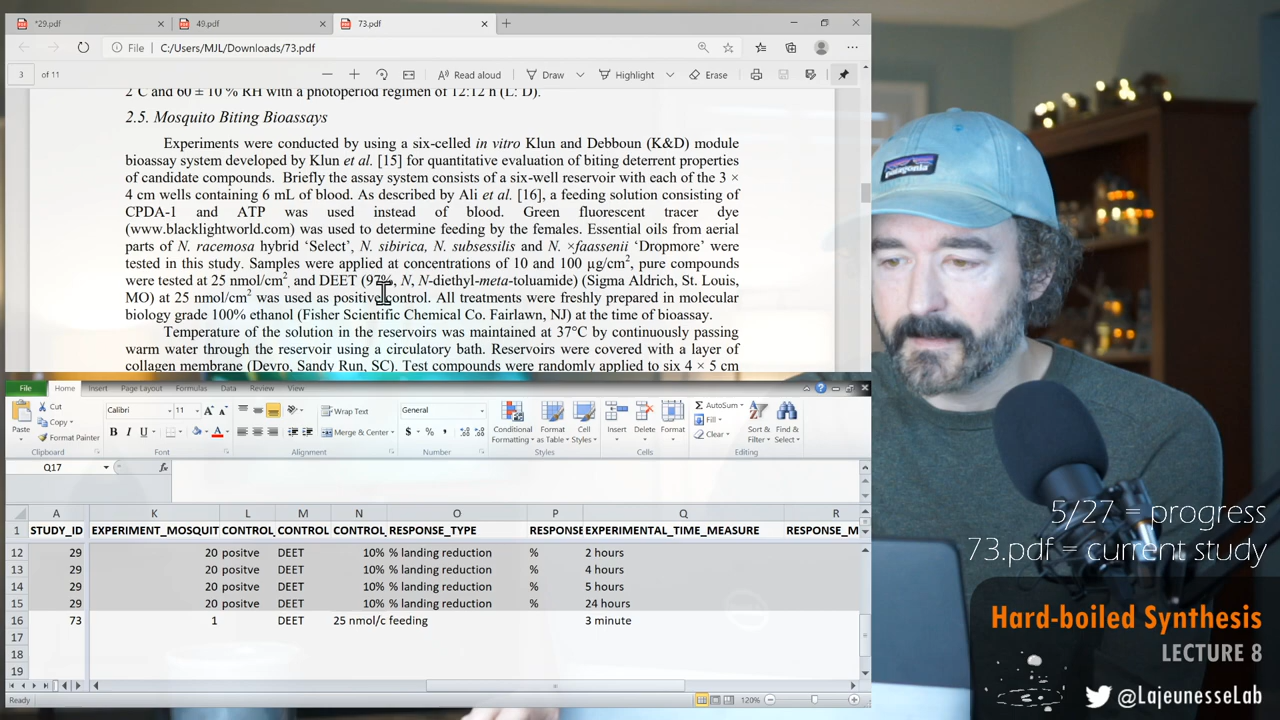 *29.pdf
49.pdf
73.pdf
File
C:/Users/MJL/Downloads/73.pdf
3 of 11
Read aloud
Draw
Highlight
Erase
2 C and 60 ± 10 % RH with a photoperiod regimen of 12:12 h (L: D).
2.5. Mosquito Biting Bioassays
Experiments were conducted by using a six-celled in vitro Klun and Debboun (K&D) module
bioassay system developed by Klun et al. [15] for quantitative evaluation of biting deterrent properties
of candidate compounds. Briefly the assay system consists of a six-well reservoir with each of the 3 ×
4 cm wells containing 6 mL of blood. As described by Ali et al. [16], a feeding solution consisting of
CPDA-1 and ATP was used instead of blood. Green fluorescent tracer dye
(www.blacklightworld.com) was used to determine feeding by the females. Essential oils from aerial
parts of N. racemosa hybrid ‘Select’, N. sibirica, N. subsessilis and N. ×faassenii ‘Dropmore’ were
tested in this study. Samples were applied at concentrations of 10 and 100 µg/cm2, pure compounds
were tested at 25 nmol/cm2, and DEET (97%, N, N-diethyl-meta-toluamide) (Sigma Aldrich, St. Louis,
MO) at 25 nmol/cm2 was used as positive control. All treatments were freshly prepared in molecular
biology grade 100% ethanol (Fisher Scientific Chemical Co. Fairlawn, NJ) at the time of bioassay.
Temperature of the solution in the reservoirs was maintained at 37°C by continuously passing
warm water through the reservoir using a circulatory bath. Reservoirs were covered with a layer of
collagen membrane (Devro, Sandy Run, SC). Test compounds were randomly applied to six 4 × 5 cm
File Home Insert Page Layout Formulas Data Review View
Paste
Cut
Copy
Format Painter
Clipboard
Calibri 11
B I U
Font
Wrap Text
Merge & Center
Alignment
General
$ % ,
Number
Conditional Formatting
Format as Table
Cell Styles
Styles
Insert Delete Format
Cells
AutoSum
Fill
Clear
Sort & Filter
Find & Select
Editing
Q17
fx
A K L M N O P Q R
1 STUDY_ID EXPERIMENT_MOSQUIT CONTROL_ CONTROL CONTROL_ RESPONSE_TYPE RESPONSE EXPERIMENTAL_TIME_MEASURE RESPONSE_M
12 29 20 positve DEET 10% % landing reduction % 2 hours
13 29 20 positve DEET 10% % landing reduction % 4 hours
14 29 20 positve DEET 10% % landing reduction % 5 hours
15 29 20 positve DEET 10% % landing reduction % 24 hours
16 73 1 DEET 25 nmol/c feeding 3 minute
17
18
19
Ready
120%
patagonia
5/27 = progress
73.pdf = current study
Hard-boiled Synthesis
LECTURE 8
@LajeunesseLab